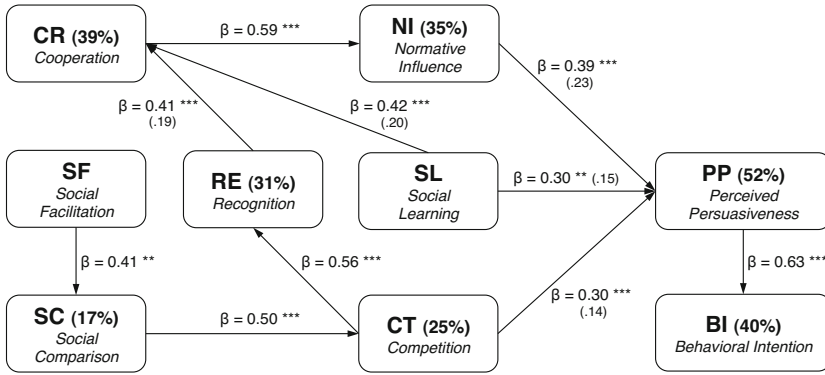 CR (39%)
Cooperation
β = 0.59 ***
NI (35%)
Normative
Influence
β = 0.39 ***
(.23)
β = 0.41 ***
(.19)
β = 0.42 ***
(.20)
SF
Social
Facilitation
RE (31%)
Recognition
SL
Social
Learning
β = 0.30 ** (.15)
PP (52%)
Perceived
Persuasiveness
β = 0.41 **
β = 0.56 ***
β = 0.30 ***
(.14)
β = 0.63 ***
SC (17%)
Social
Comparison
β = 0.50 ***
CT (25%)
Competition
BI (40%)
Behavioral Intention